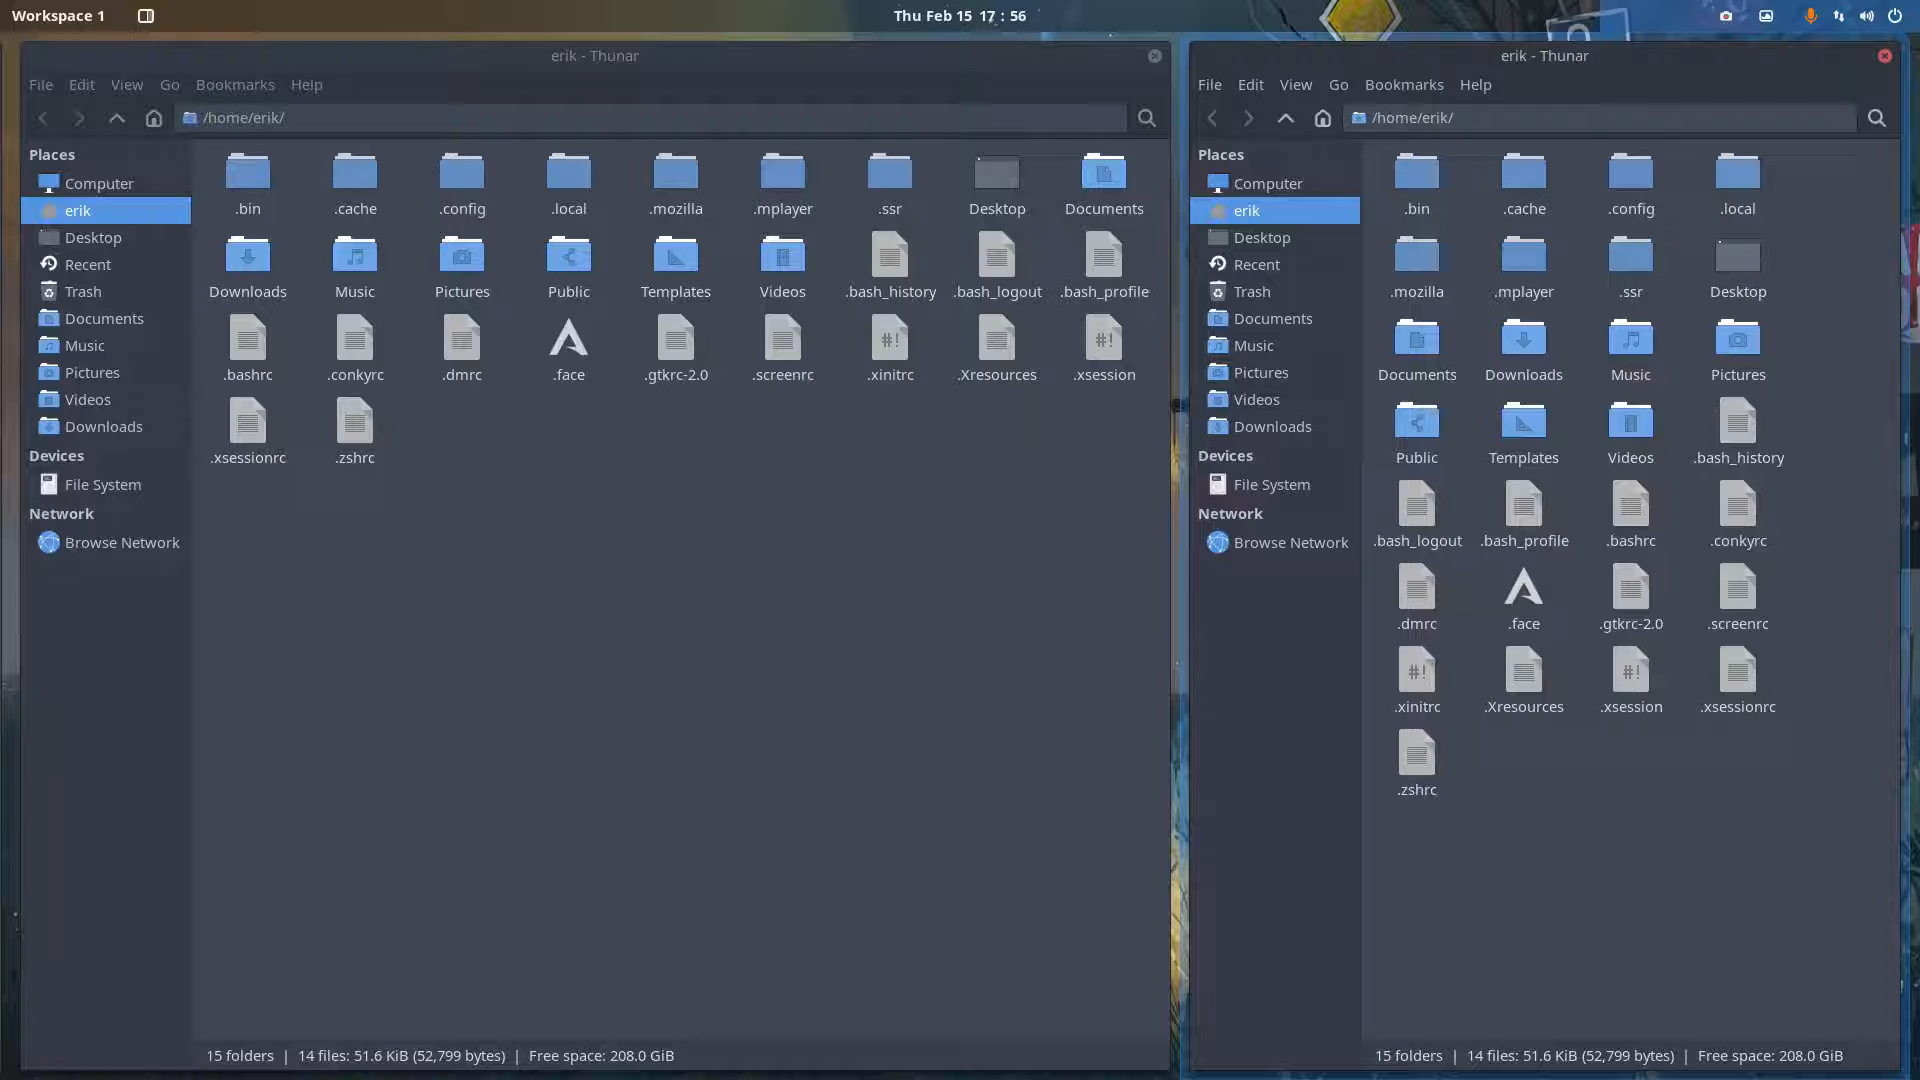 Workspace 1
Thu Feb 15 17 : 56
erik - Thunar
File Edit View Go Bookmarks Help
/home/erik/
Places
Computer
erik
Desktop
Recent
Trash
Documents
Music
Pictures
Videos
Downloads
Devices
File System
Network
Browse Network
.bin .cache .config .local .mozilla .mplayer .ssr Desktop Documents
Downloads Music Pictures Public Templates Videos .bash_history .bash_logout .bash_profile
.bashrc .conkyrc .dmrc .face .gtkrc-2.0 .screenrc .xinitrc .Xresources .xsession
.xsessionrc .zshrc
15 folders | 14 files: 51.6 KiB (52,799 bytes) | Free space: 208.0 GiB
erik - Thunar
File Edit View Go Bookmarks Help
/home/erik/
Places
Computer
erik
Desktop
Recent
Trash
Documents
Music
Pictures
Videos
Downloads
Devices
File System
Network
Browse Network
.bin .cache .config .local
.mozilla .mplayer .ssr Desktop
Documents Downloads Music Pictures
Public Templates Videos .bash_history
.bash_logout .bash_profile .bashrc .conkyrc
.dmrc .face .gtkrc-2.0 .screenrc
.xinitrc .Xresources .xsession .xsessionrc
.zshrc
15 folders | 14 files: 51.6 KiB (52,799 bytes) | Free space: 208.0 GiB